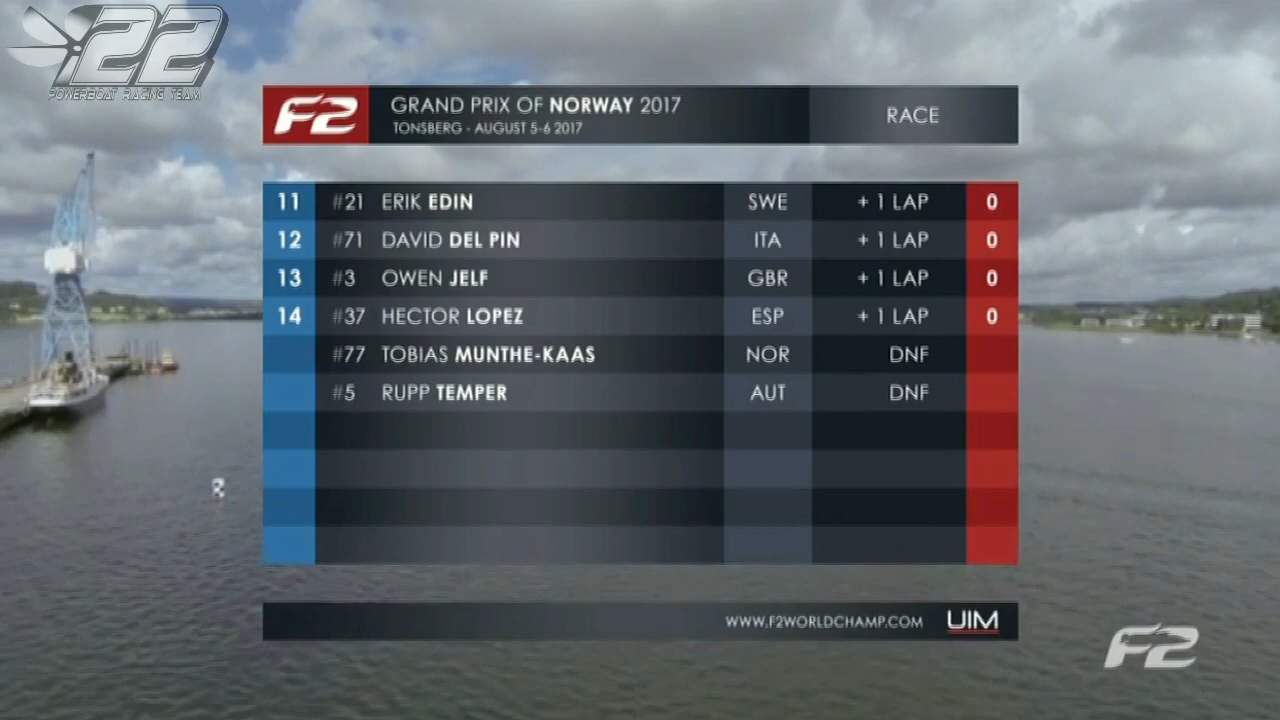 22
POWERBOAT RACING TEAM
F2
GRAND PRIX OF NORWAY 2017
TONSBERG - AUGUST 5-6 2017
RACE
11 #21 ERIK EDIN SWE + 1 LAP 0
12 #71 DAVID DEL PIN ITA + 1 LAP 0
13 #3 OWEN JELF GBR + 1 LAP 0
14 #37 HECTOR LOPEZ ESP + 1 LAP 0
#77 TOBIAS MUNTHE-KAAS NOR DNF
#5 RUPP TEMPER AUT DNF
WWW.F2WORLDCHAMP.COM UIM
F2